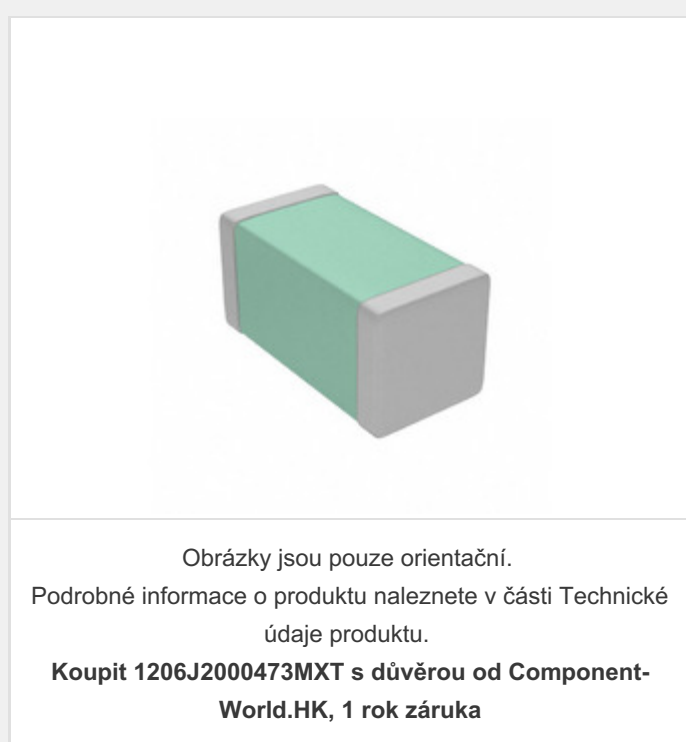 Obrázky jsou pouze orientační.
Podrobné informace o produktu naleznete v části Technické
údaje produktu.
Koupit 1206J2000473MXT s důvěrou od Component-
World.HK, 1 rok záruka